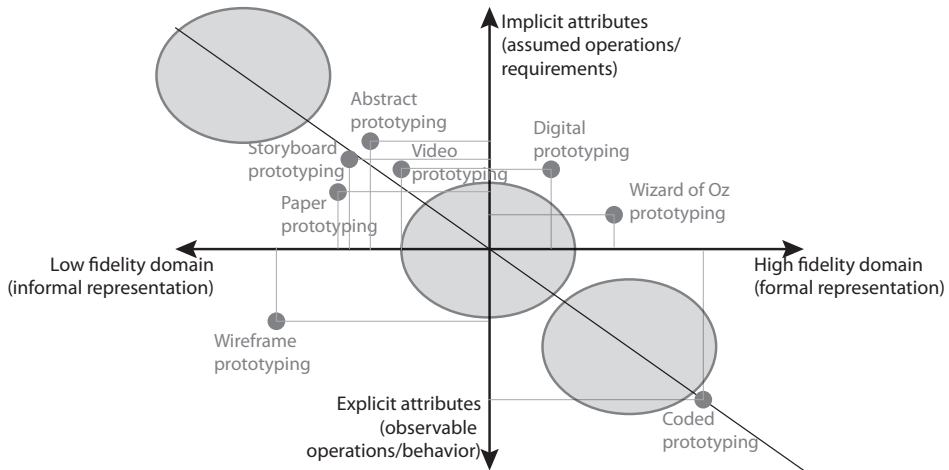 Implicit attributes
(assumed operations/
requirements)
Abstract
prototyping
Storyboard
prototyping
Video
prototyping
Digital
prototyping
Paper
prototyping
Wizard of Oz
prototyping
Low fidelity domain
(informal representation)
High fidelity domain
(formal representation)
Wireframe
prototyping
Explicit attributes
(observable
operations/behavior)
Coded
prototyping